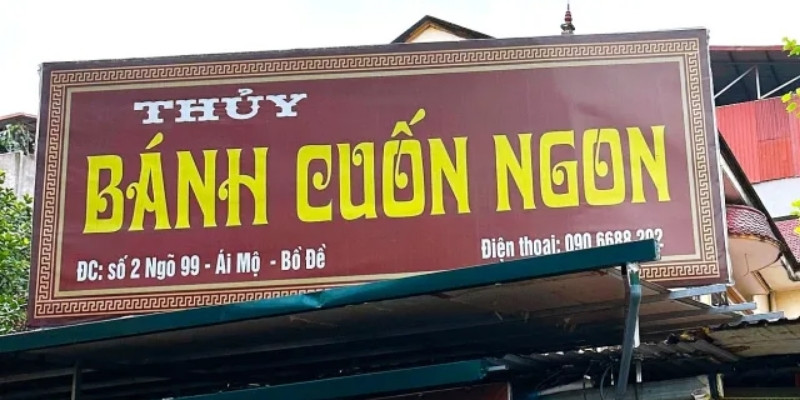 THỦY
BÁNH CUỐN NGON
ĐC: số 2 Ngõ 99 - Ái Mộ - Bồ Đề
Điện thoại: 090 6688